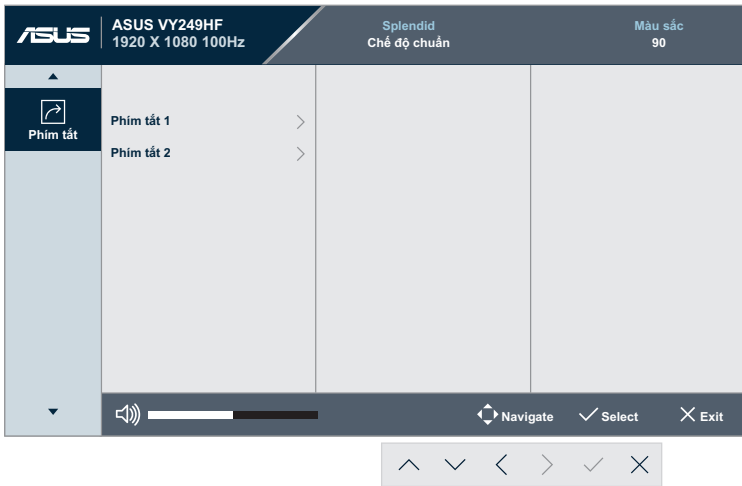 ASUS
ASUS VY249HF
1920 X 1080 100Hz
Splendid
Chế độ chuẩn
Màu sắc
90
Phím tắt
Phím tắt 1
Phím tắt 2
Navigate
Select
Exit